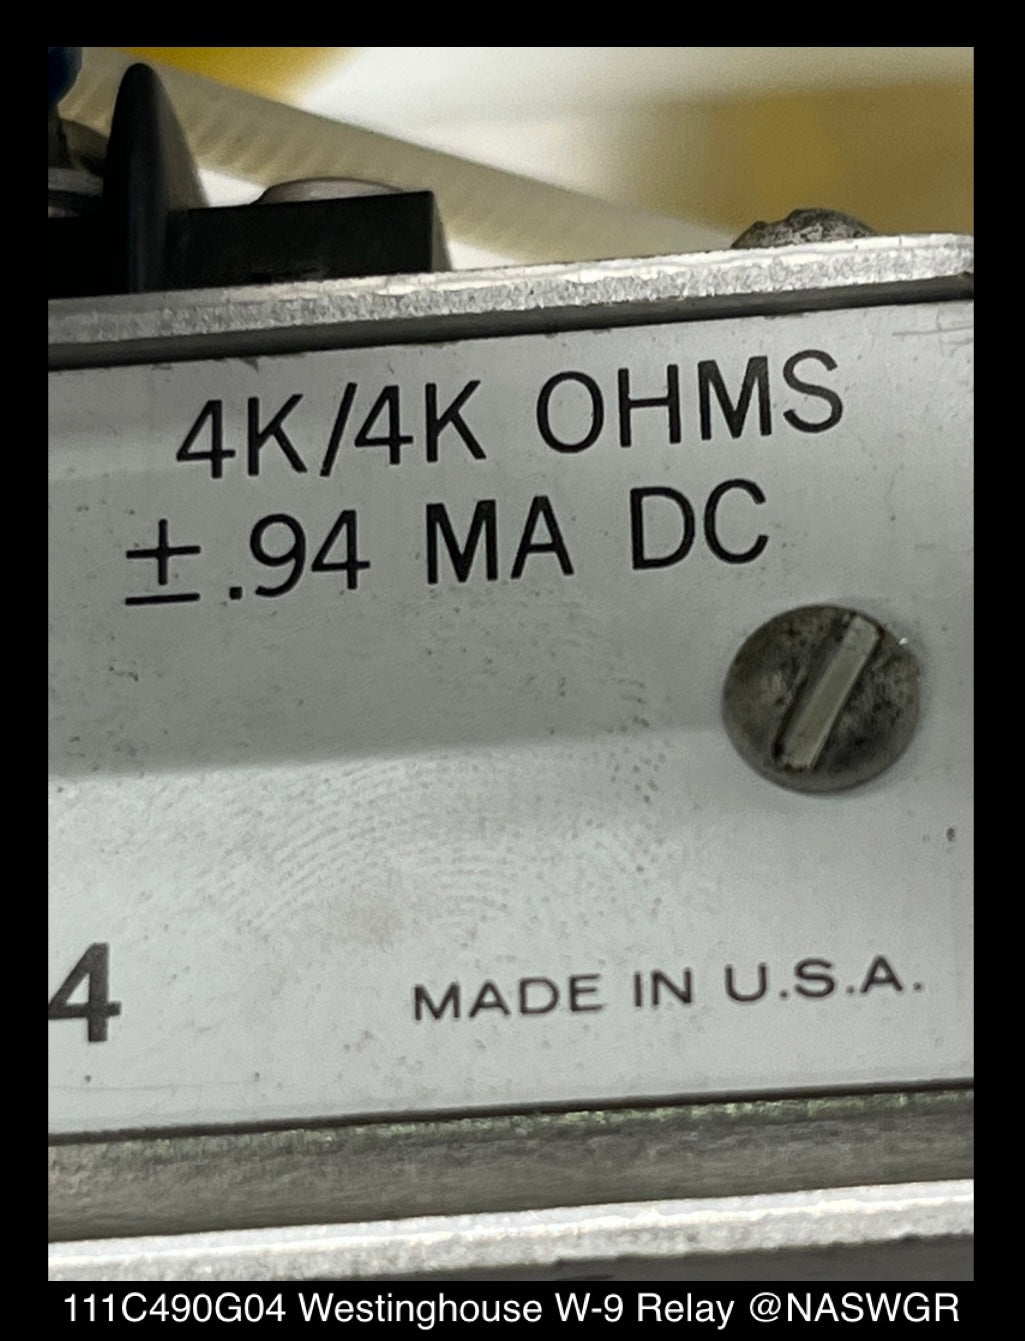 4K/4K OHMS
±.94 MA DC
4
MADE IN U.S.A.
111C490G04 Westinghouse W-9 Relay @NASWGR